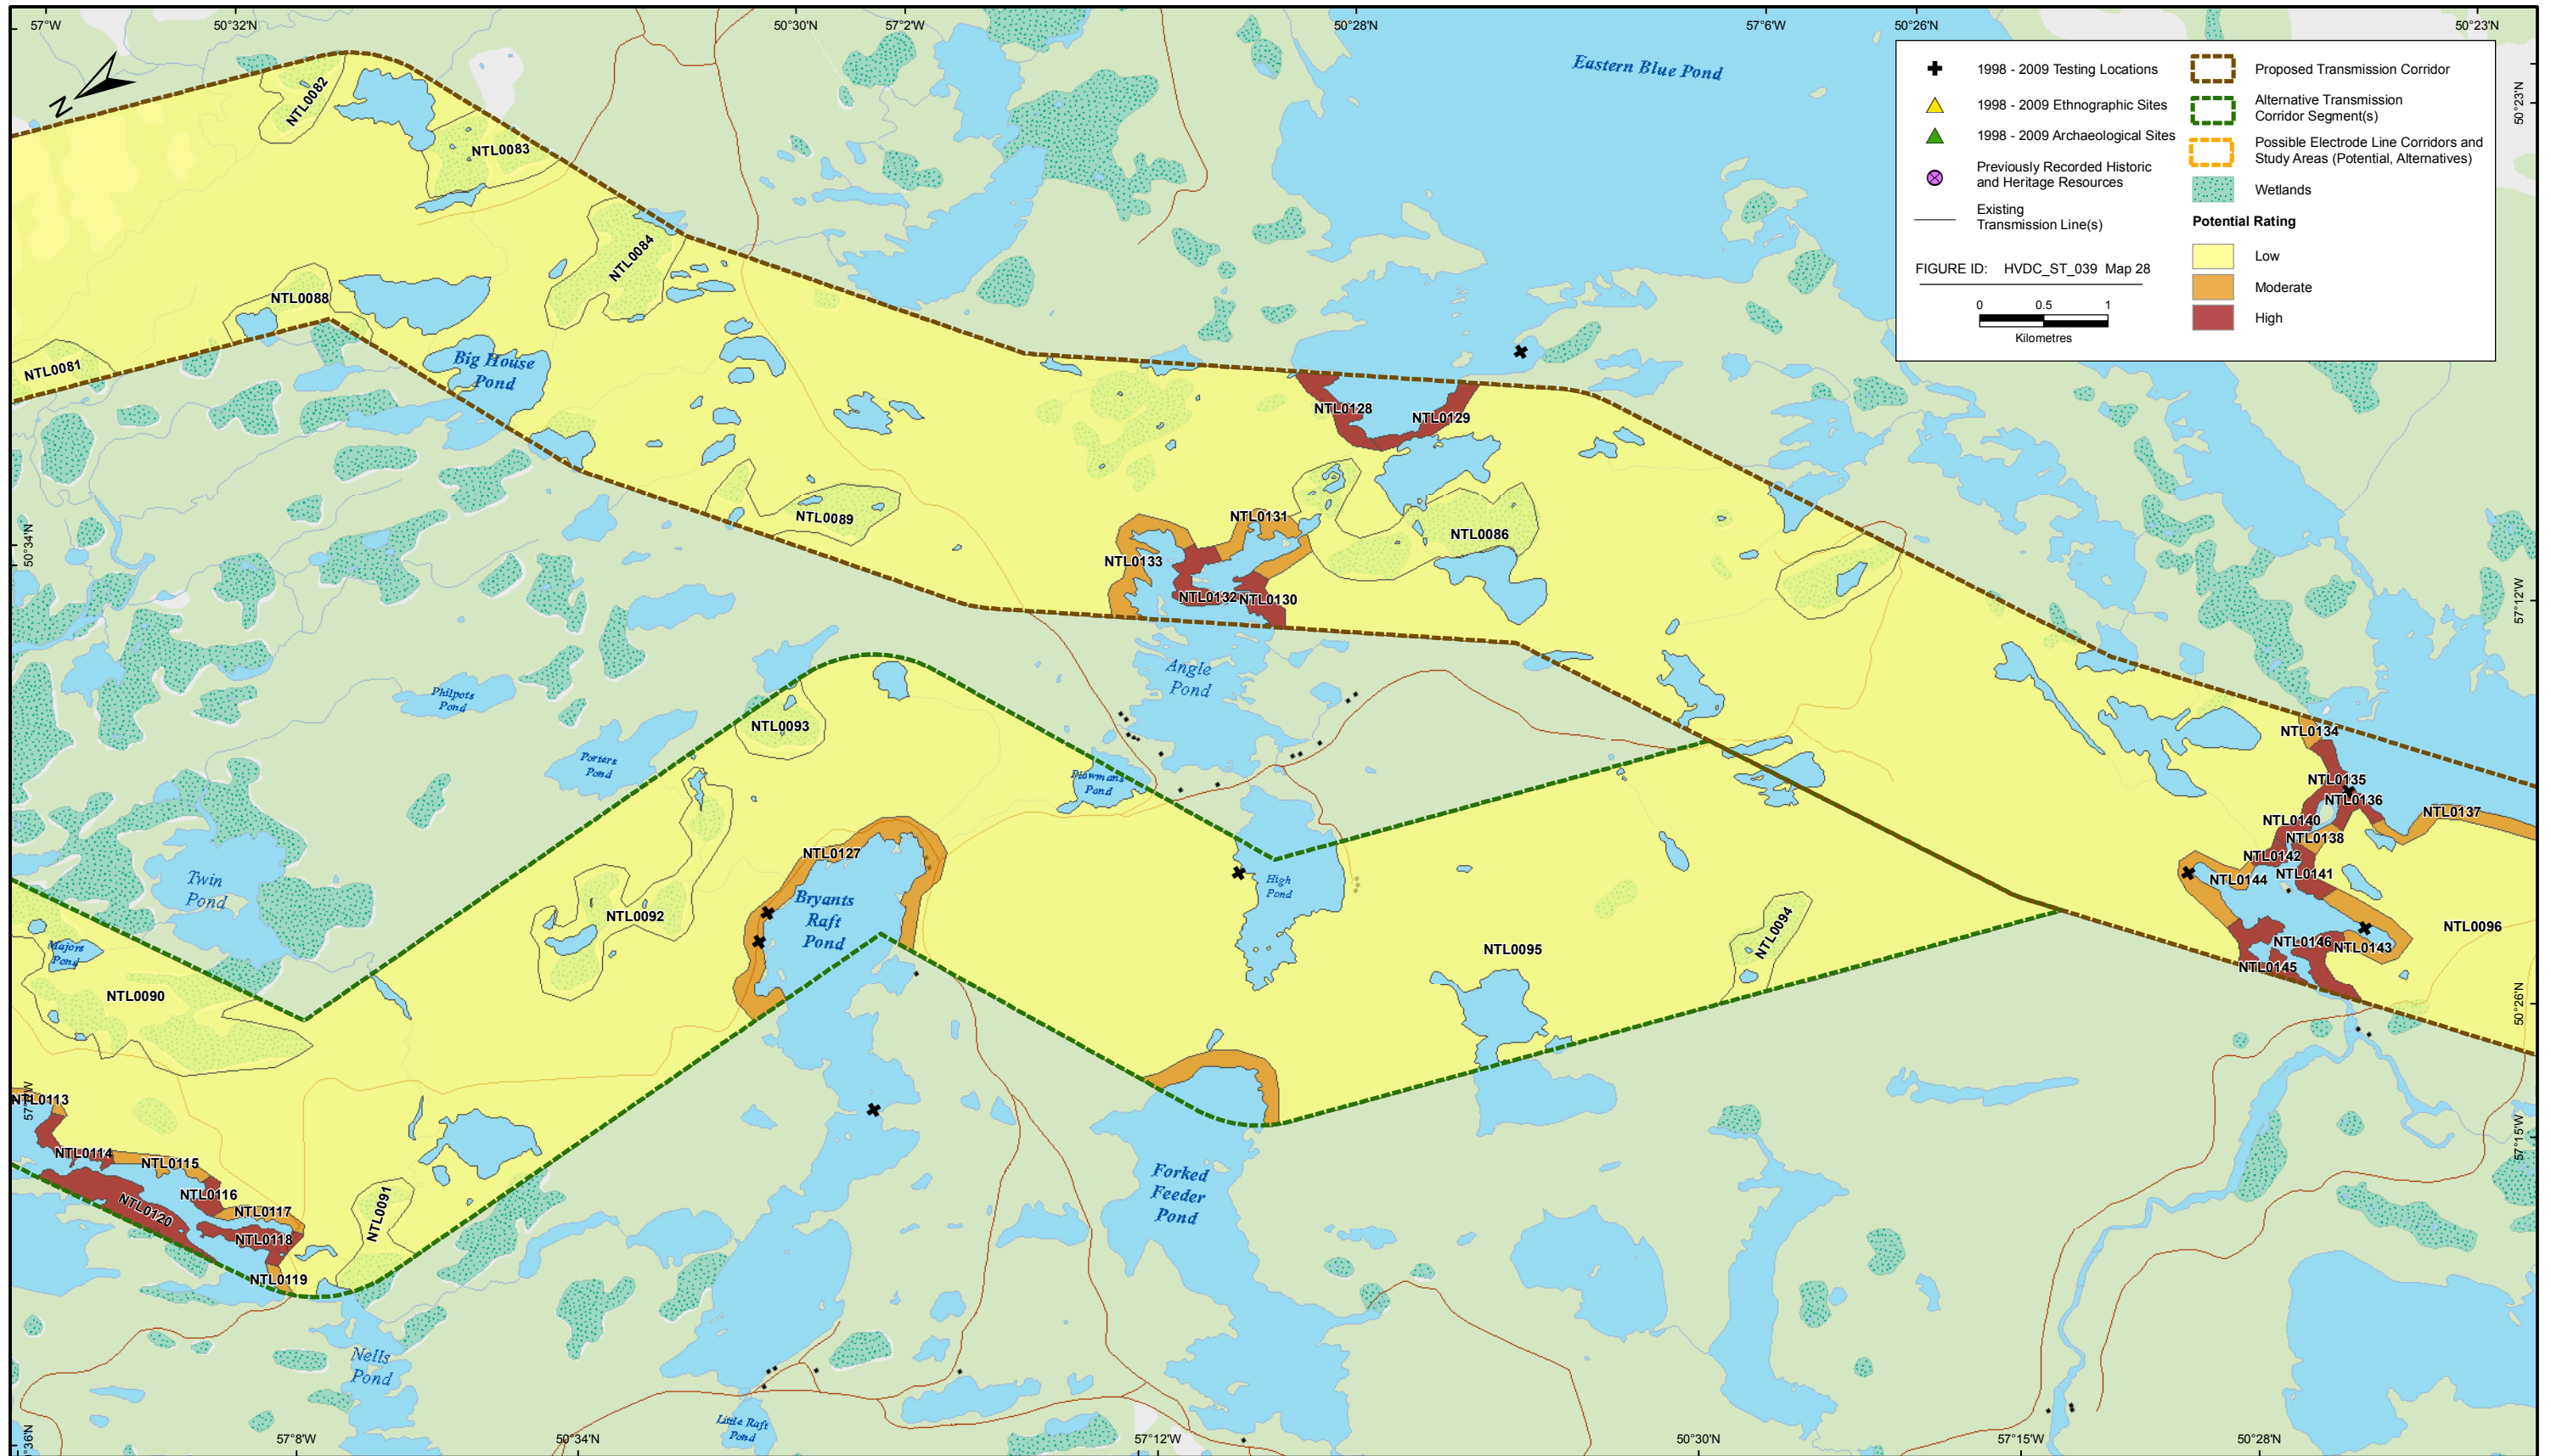 57°W
50°32'N
50°30'N
57°2'W
50°28'N
57°6'W
50°26'N
50°23'N
N
Eastern Blue Pond
1998 - 2009 Testing Locations
1998 - 2009 Ethnographic Sites
1998 - 2009 Archaeological Sites
Previously Recorded Historic
and Heritage Resources
Existing
Transmission Line(s)
FIGURE ID: HVDC_ST_039 Map 28
0 0.5 1
Kilometres
Proposed Transmission Corridor
Alternative Transmission
Corridor Segment(s)
Possible Electrode Line Corridors and
Study Areas (Potential, Alternatives)
Wetlands
Potential Rating
Low
Moderate
High
50°23'N
NTL0082
NTL0083
NTL0084
NTL0088
NTL0081
Big House
Pond
NTL0128
NTL0129
NTL0089
NTL0131
NTL0086
NTL0133
NTL0132
NTL0130
50°34'N
57°12'W
Angle
Pond
Philpots
Pond
NTL0093
Porters
Pond
Plowmans
Pond
NTL0134
NTL0135
NTL0136
NTL0137
NTL0140
NTL0138
NTL0142
NTL0141
NTL0144
NTL0127
Twin
Pond
High
Pond
Bryants
Raft
Pond
NTL0092
NTL0094
NTL0095
NTL0096
NTL0146
NTL0143
NTL0145
Majors
Pond
NTL0090
50°26'N
NTL0113
NTL0114
NTL0115
NTL0116
NTL0120
NTL0117
NTL0118
NTL0119
NTL0091
57°15'W
Forked
Feeder
Pond
Nells
Pond
Little Raft
Pond
57°8'W
50°34'N
57°12'W
50°30'N
57°15'W
50°28'N